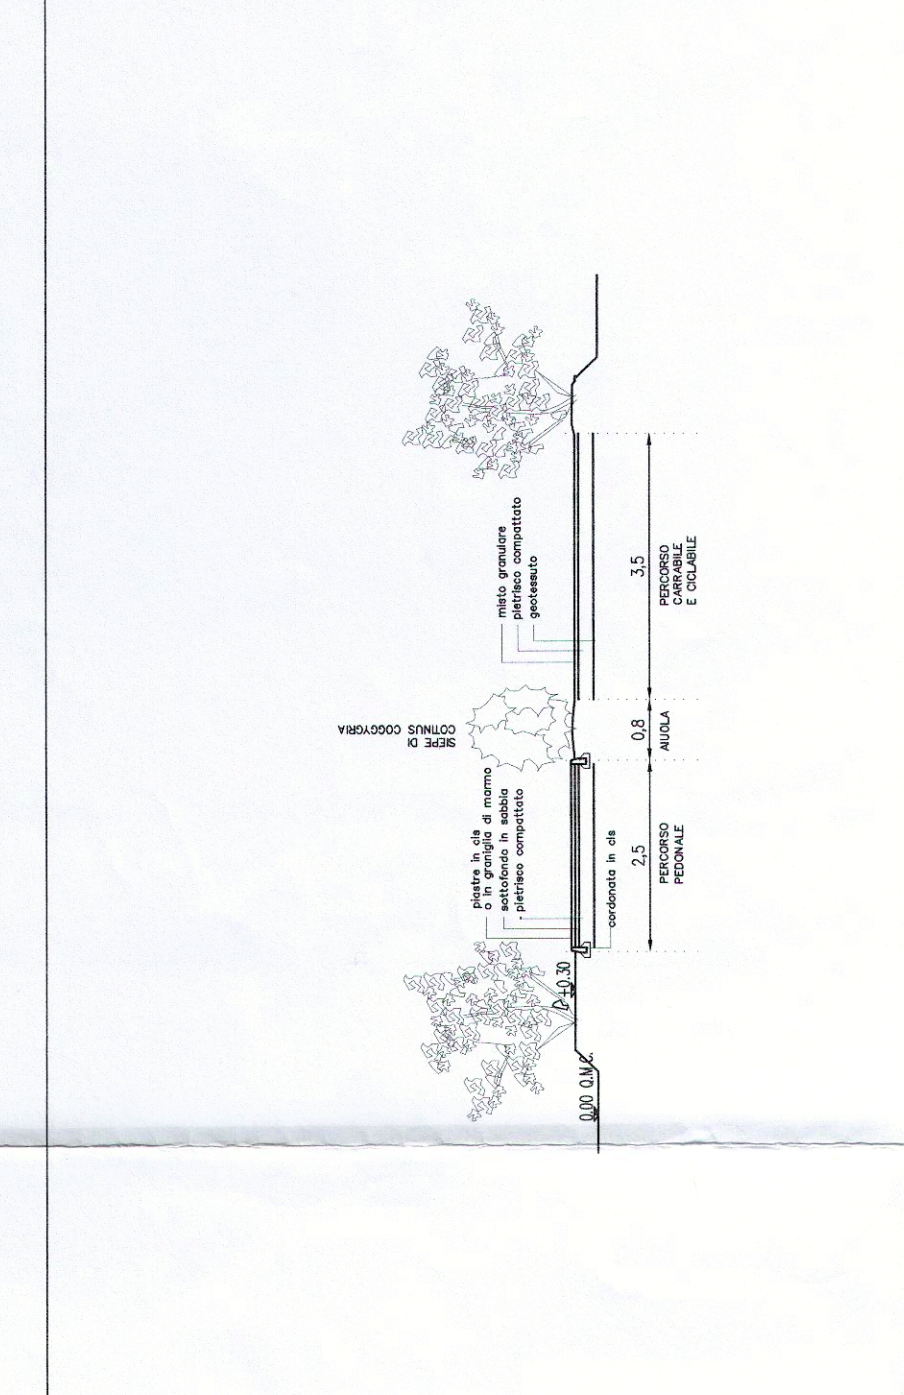 SIEPE DI
COTINUS COGGYGRIA
piastre in cls
o in graniglia di marmo
sottofondo in sabbia
pietrisco compattato
misto granulare
pietrisco compattato
geotessuto
0.00 Q.M.C.
+0.30
cordonata in cls
2,5
0,8
3,5
PERCORSO
PEDONALE
AIUOLA
PERCORSO
CARRABILE
E CICLABILE